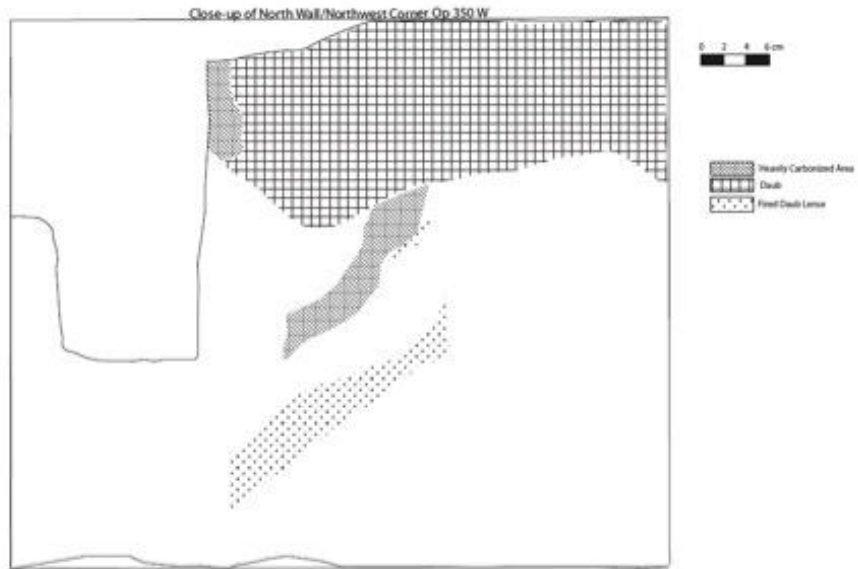 Close-up of North Wall/Northwest Corner Op 350 W
0 2 4 6 cm
Heavily Carbonized Area
Daub
Fired Daub Lense